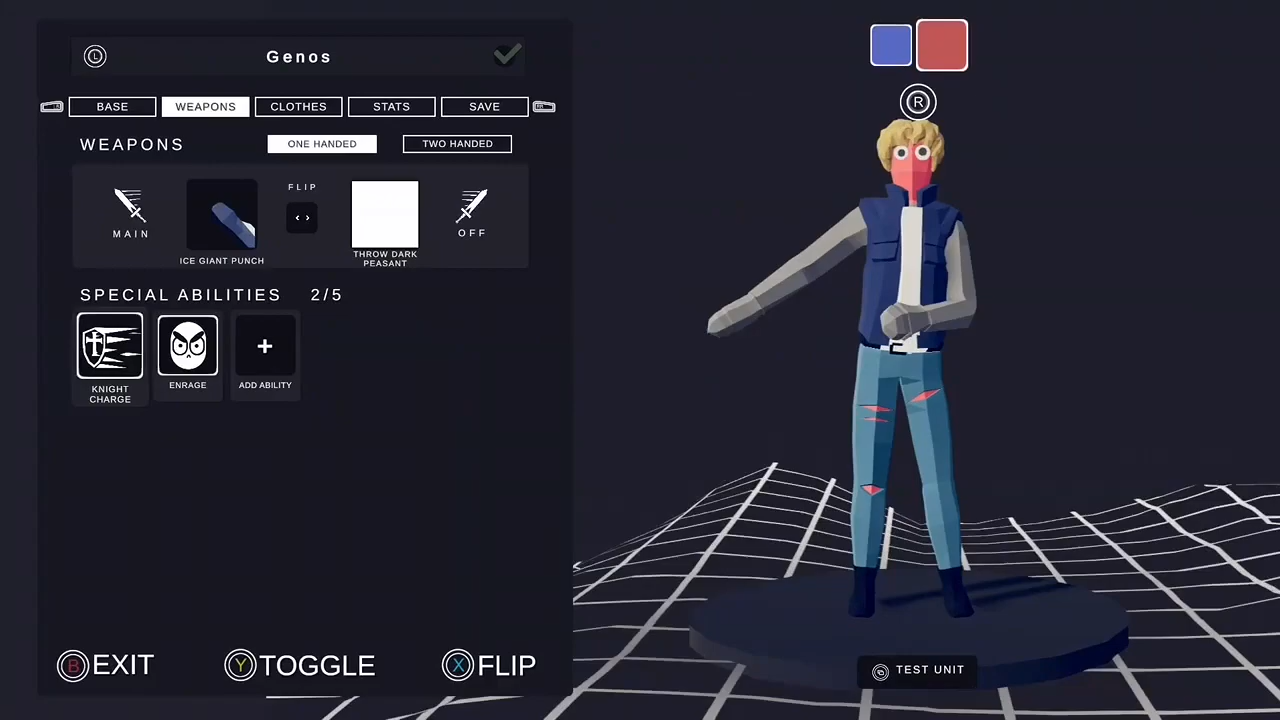 L
Genos
R
BASE
WEAPONS
CLOTHES
STATS
SAVE
WEAPONS
ONE HANDED
TWO HANDED
MAIN
FLIP
OFF
ICE GIANT PUNCH
THROW DARK
PEASANT
SPECIAL ABILITIES 2/5
KNIGHT
CHARGE
ENRAGE
ADD ABILITY
B EXIT
Y TOGGLE
X FLIP
TEST UNIT